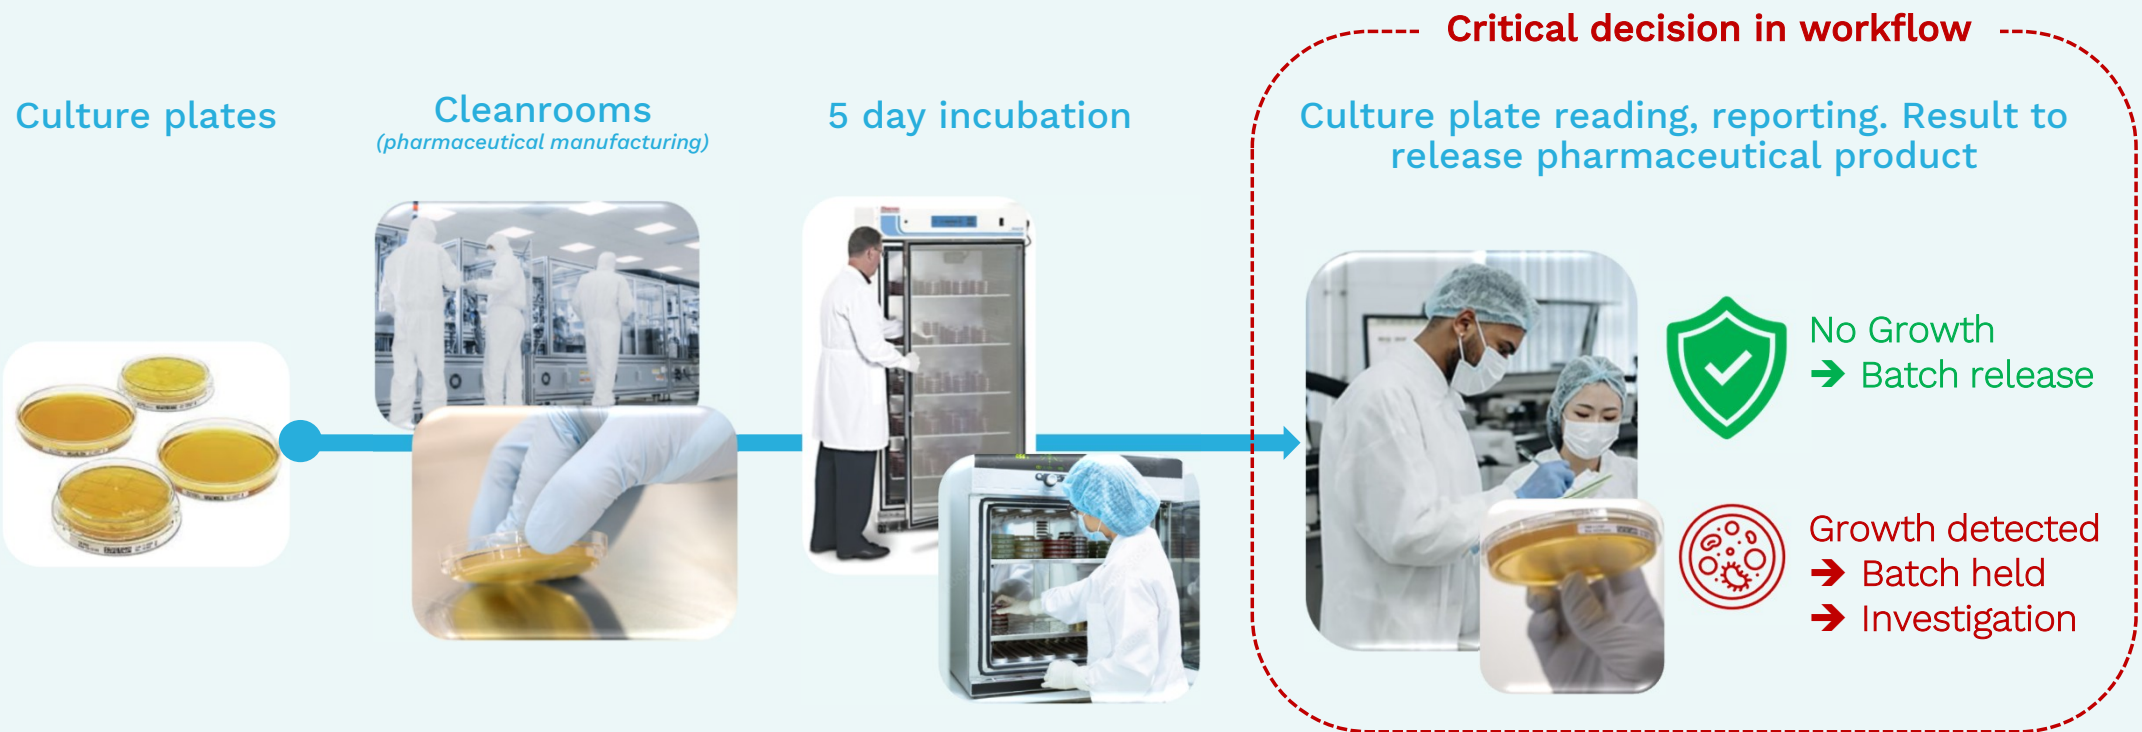 Critical decision in workflow
Culture plates
Cleanrooms
(pharmaceutical manufacturing)
5 day incubation
Culture plate reading, reporting. Result to
release pharmaceutical product
No Growth
➔ Batch release
Growth detected
➔ Batch held
➔ Investigation